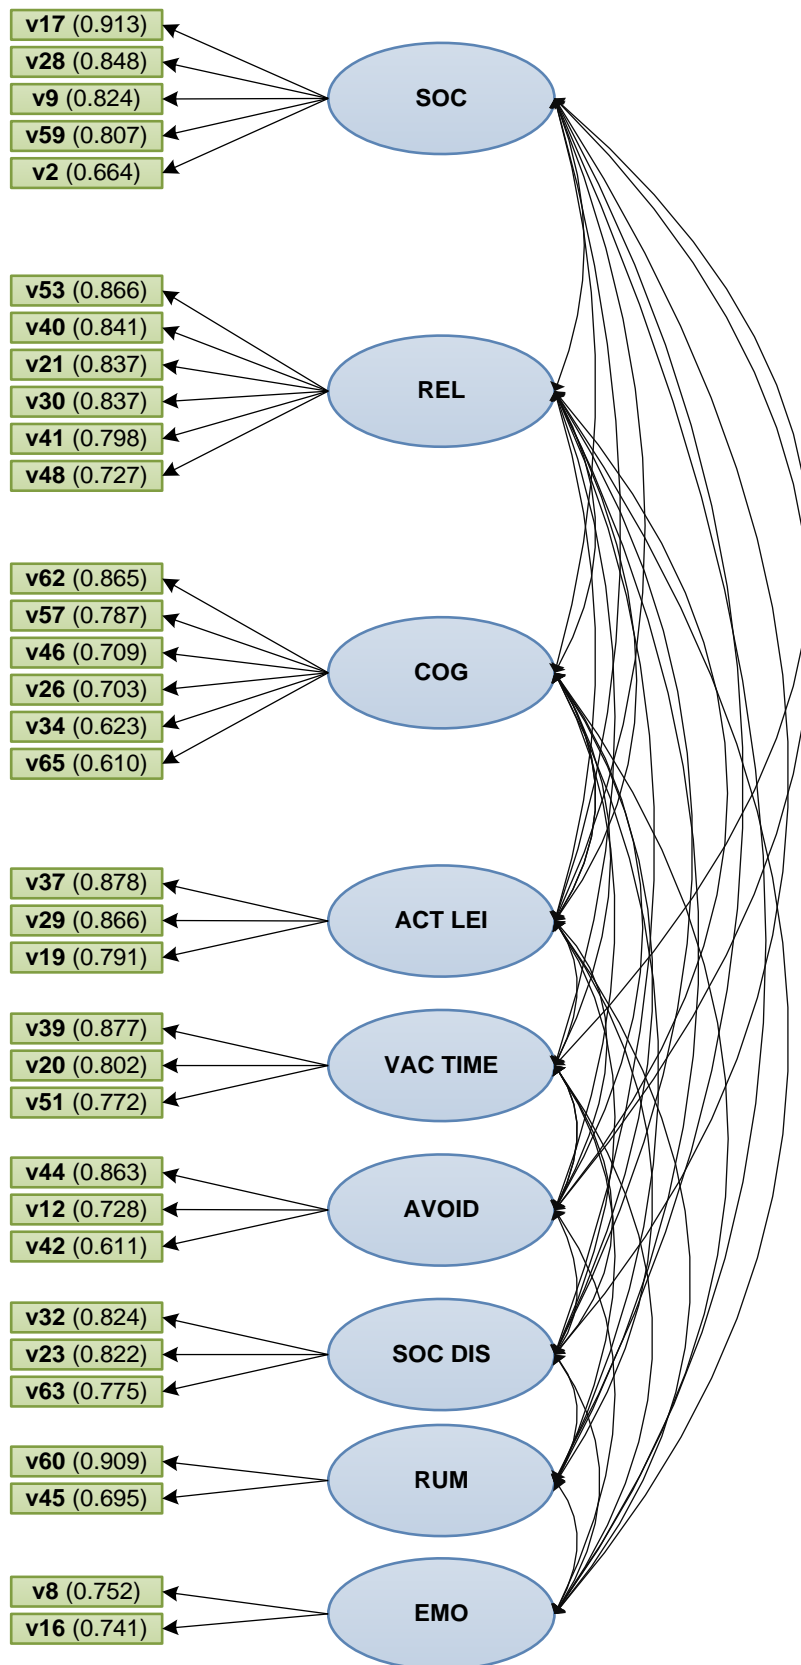 v17 (0.913)
v28 (0.848)
v9 (0.824)
v59 (0.807)
v2 (0.664)
SOC
v53 (0.866)
v40 (0.841)
v21 (0.837)
v30 (0.837)
v41 (0.798)
v48 (0.727)
REL
v62 (0.865)
v57 (0.787)
v46 (0.709)
v26 (0.703)
v34 (0.623)
v65 (0.610)
COG
v37 (0.878)
v29 (0.866)
v19 (0.791)
ACT LEI
v39 (0.877)
v20 (0.802)
v51 (0.772)
VAC TIME
v44 (0.863)
v12 (0.728)
v42 (0.611)
AVOID
v32 (0.824)
v23 (0.822)
v63 (0.775)
SOC DIS
v60 (0.909)
v45 (0.695)
RUM
v8 (0.752)
v16 (0.741)
EMO